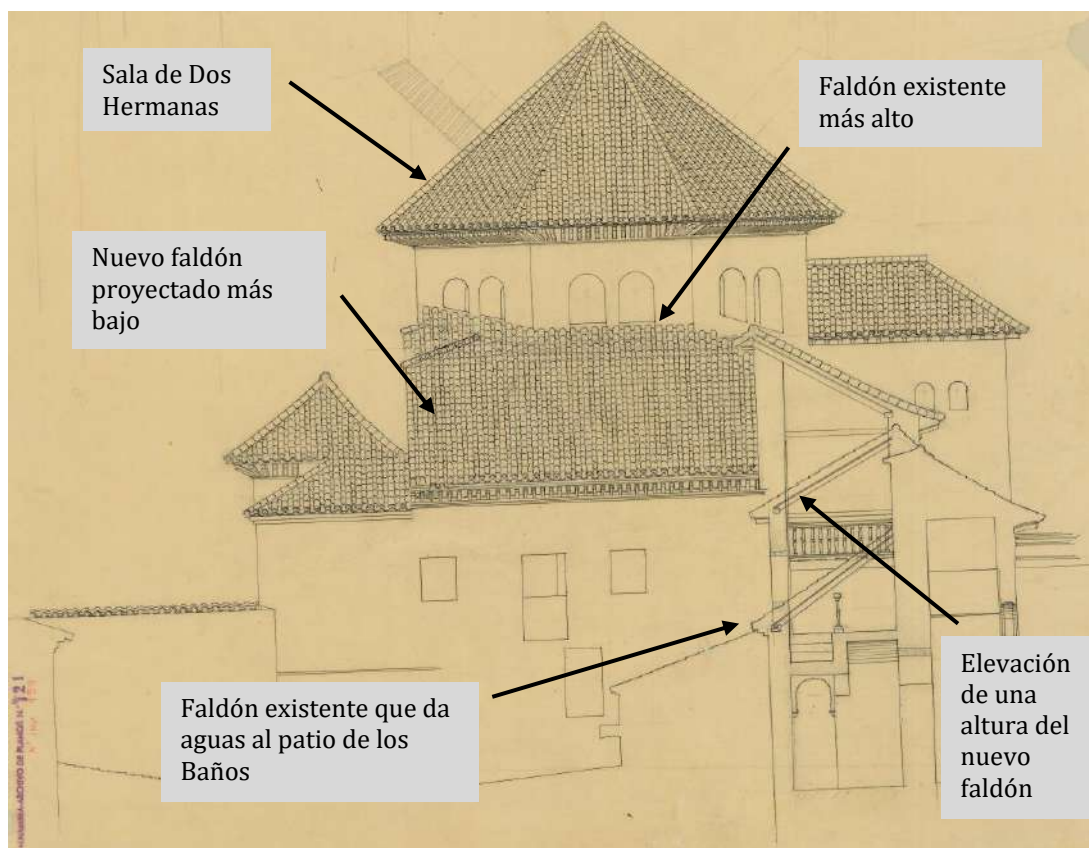 Sala de Dos
Hermanas
Faldón existente
más alto
Nuevo faldón
proyectado más
bajo
Faldón existente que da
aguas al patio de los
Baños
Elevación
de una
altura del
nuevo
faldón